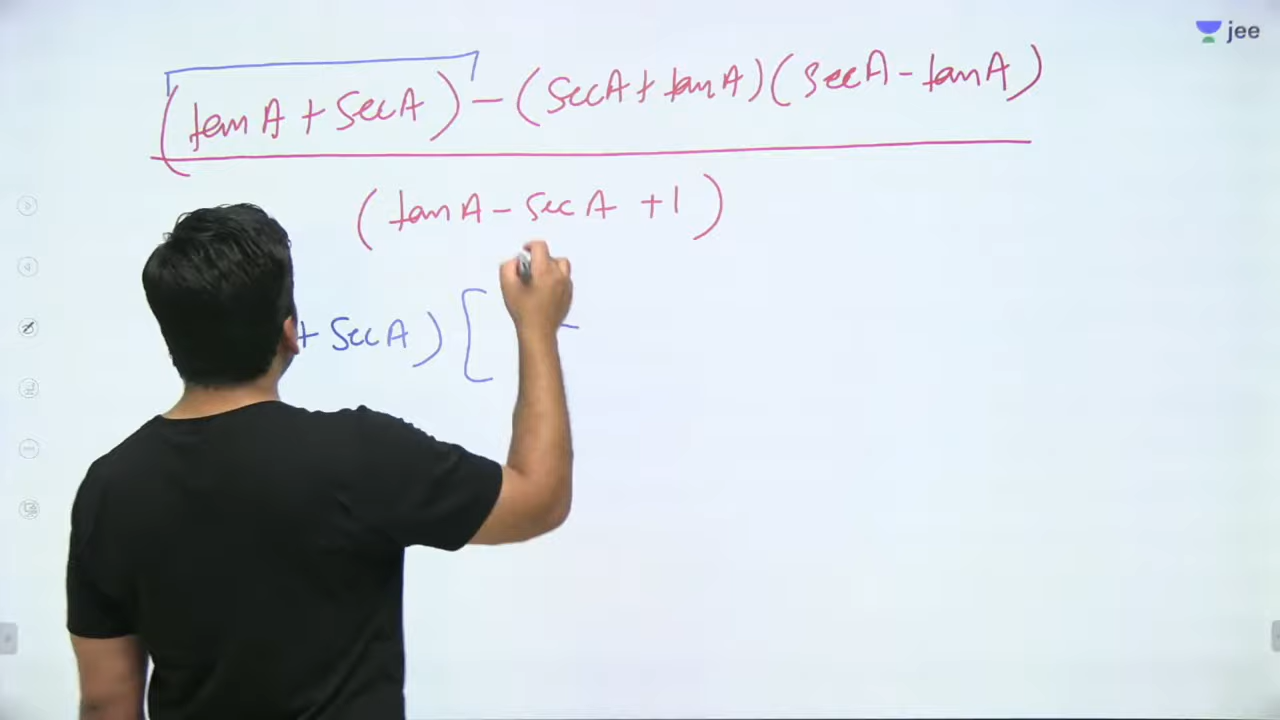 jee
(tanA + SecA) - (SecA + tanA)(SecA - tanA)
(tanA - SecA + 1)
+ SecA) [ -